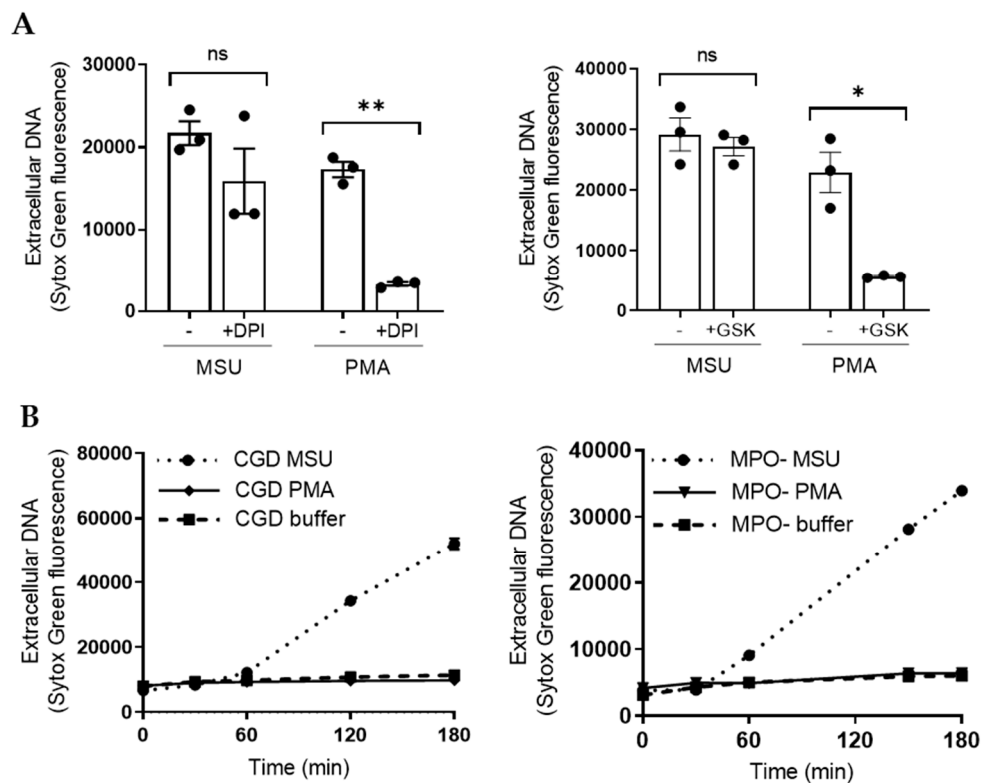 A
Extracellular DNA
(Sytox Green fluorescence)
30000
20000
10000
0
ns
**
- +DPI - +DPI
MSU PMA
Extracellular DNA
(Sytox Green fluorescence)
40000
30000
20000
10000
0
ns
*
- +GSK - +GSK
MSU PMA
B
Extracellular DNA
(Sytox Green fluorescence)
80000
60000
40000
20000
0
CGD MSU
CGD PMA
CGD buffer
0 60 120 180
Time (min)
Extracellular DNA
(Sytox Green fluorescence)
40000
30000
20000
10000
0
MPO- MSU
MPO- PMA
MPO- buffer
0 60 120 180
Time (min)